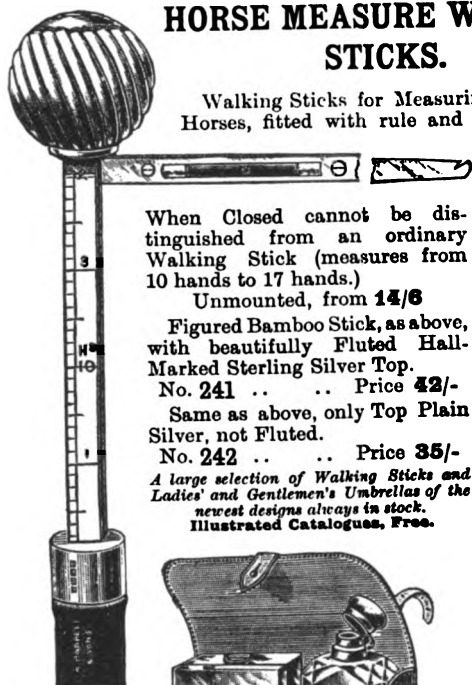 HORSE MEASURE W
STICKS.
Walking Sticks for Measuri
Horses, fitted with rule and
When Closed cannot be dis-
tinguished from an ordinary
Walking Stick (measures from
10 hands to 17 hands.)
Unmounted, from 14/6
Figured Bamboo Stick, as above,
with beautifully Fluted Hall-
Marked Sterling Silver Top.
No. 241 .. .. Price 42/-
Same as above, only Top Plain
Silver, not Fluted.
No. 242 .. .. Price 35/-
A large selection of Walking Sticks and
Ladies' and Gentlemen's Umbrellas of the
newest designs always in stock.
Illustrated Catalogues, Free.
3
10
1
& SONS